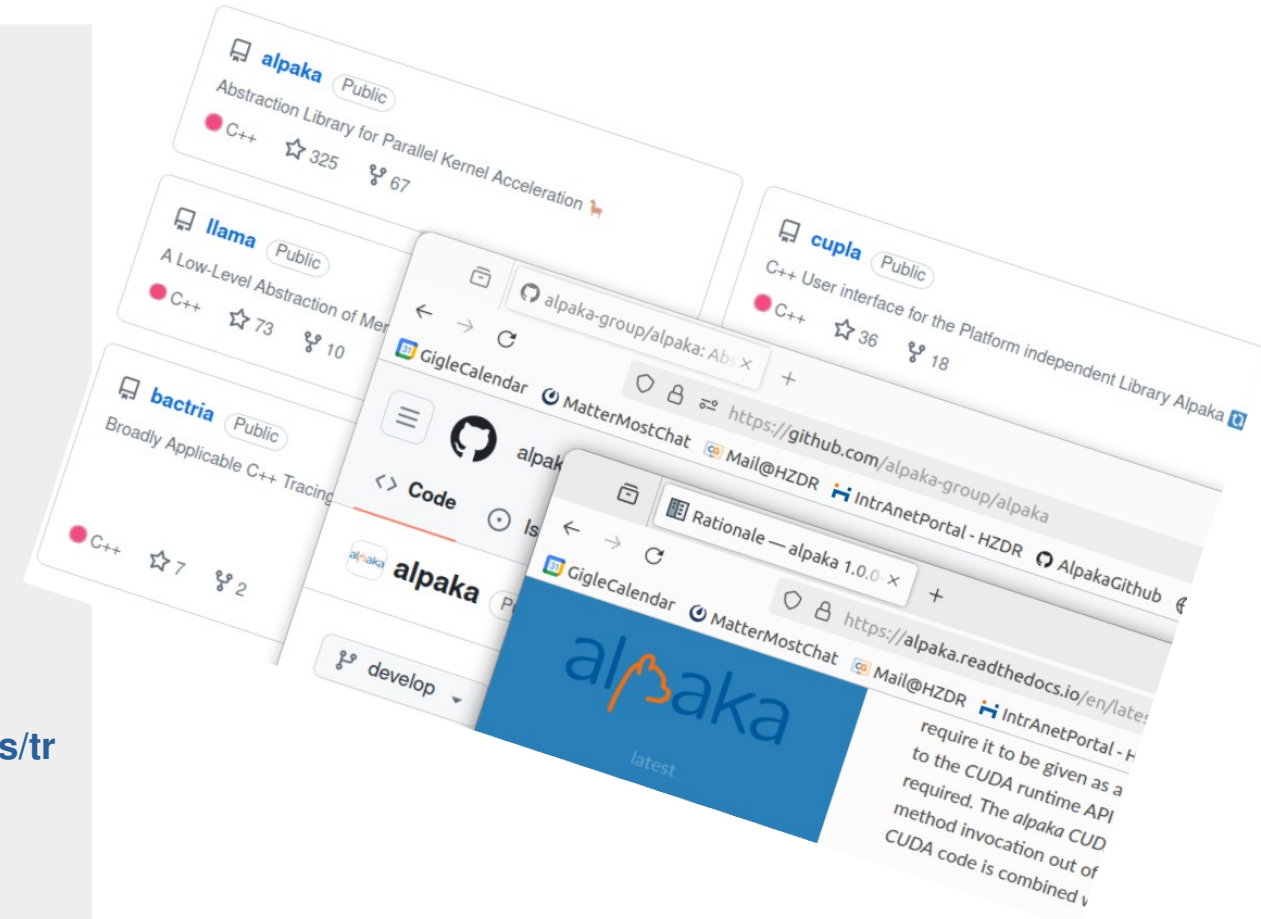 alpaka Public
Abstraction Library for Parallel Kernel Acceleration
C++ 325 67
llama Public
A Low-Level Abstraction of
C++ 73 10
bactria Public
Broadly Applicable C++ Tracing
C++ 7 2
cupla Public
C++ User interface for the Platform independent Library Alpaka
C++ 36 18
alpaka-group/alpaka: Abs
https://github.com/alpaka-group/alpaka
31 GigleCalendar MatterMostChat Mail@HZDR IntrAnetPortal - HZDR AlpakaGithub
alpak
Code Is
alpaka
develop
Rationale — alpaka 1.0.0-
https://alpaka.readthedocs.io/en/lates
31 GigleCalendar MatterMostChat Mail@HZDR IntrAnetPortal - H
alpaka
latest
require it to be given as a
to the CUDA runtime API
required. The alpaka CUD
method invocation out of
CUDA code is combined
s/tr